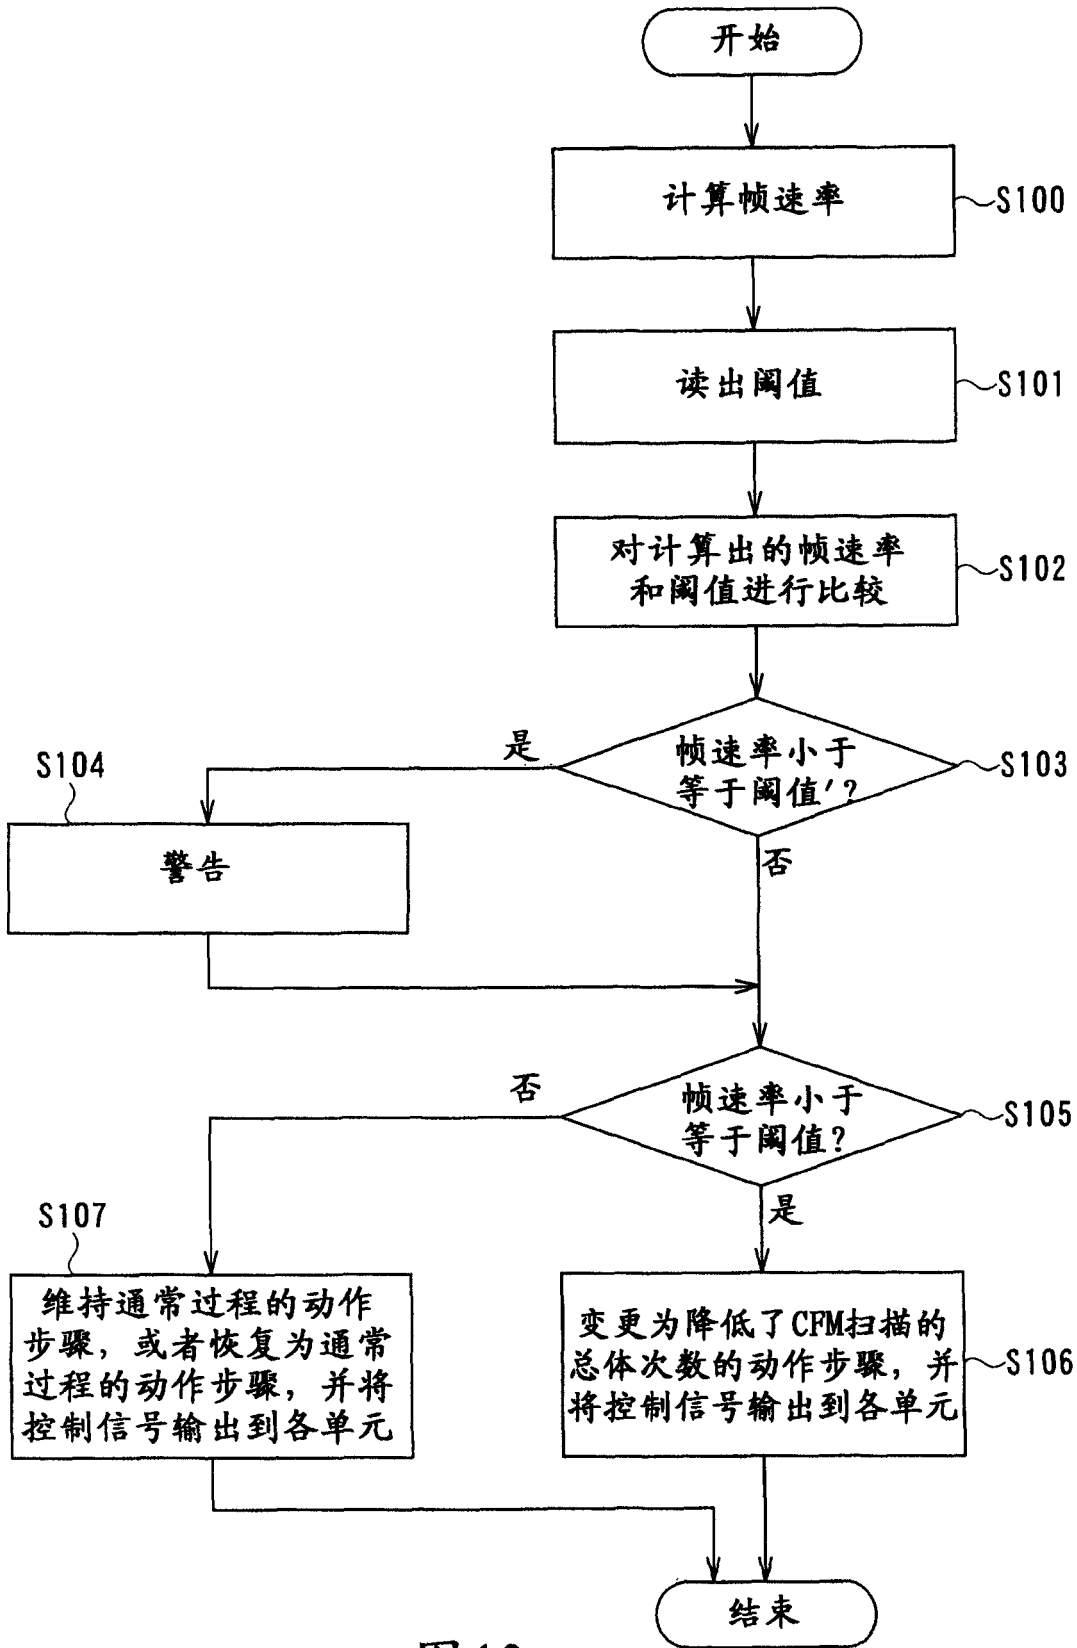 开始
计算帧速率
S100
读出阈值
S101
对计算出的帧速率
和阈值进行比较
S102
帧速率小于
等于阈值′？
S103
是
否
S104
警告
帧速率小于
等于阈值？
S105
否
是
S107
维持通常过程的动作
步骤，或者恢复为通常
过程的动作步骤，并将
控制信号输出到各单元
变更为降低了CFM扫描的
总体次数的动作步骤，并
将控制信号输出到各单元
S106
结束